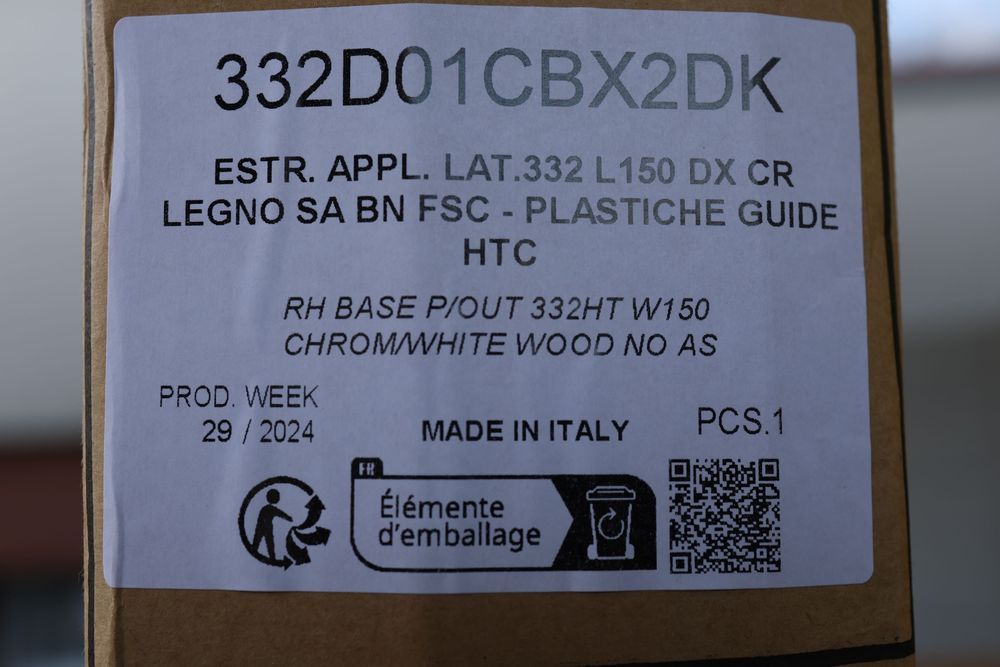 332D01CBX2DK
ESTR. APPL. LAT.332 L150 DX CR
LEGNO SA BN FSC - PLASTICHE GUIDE
HTC
RH BASE P/OUT 332HT W150
CHROM/WHITE WOOD NO AS
PROD. WEEK
29 / 2024
MADE IN ITALY
PCS.1
FR
Élémente
d'emballage